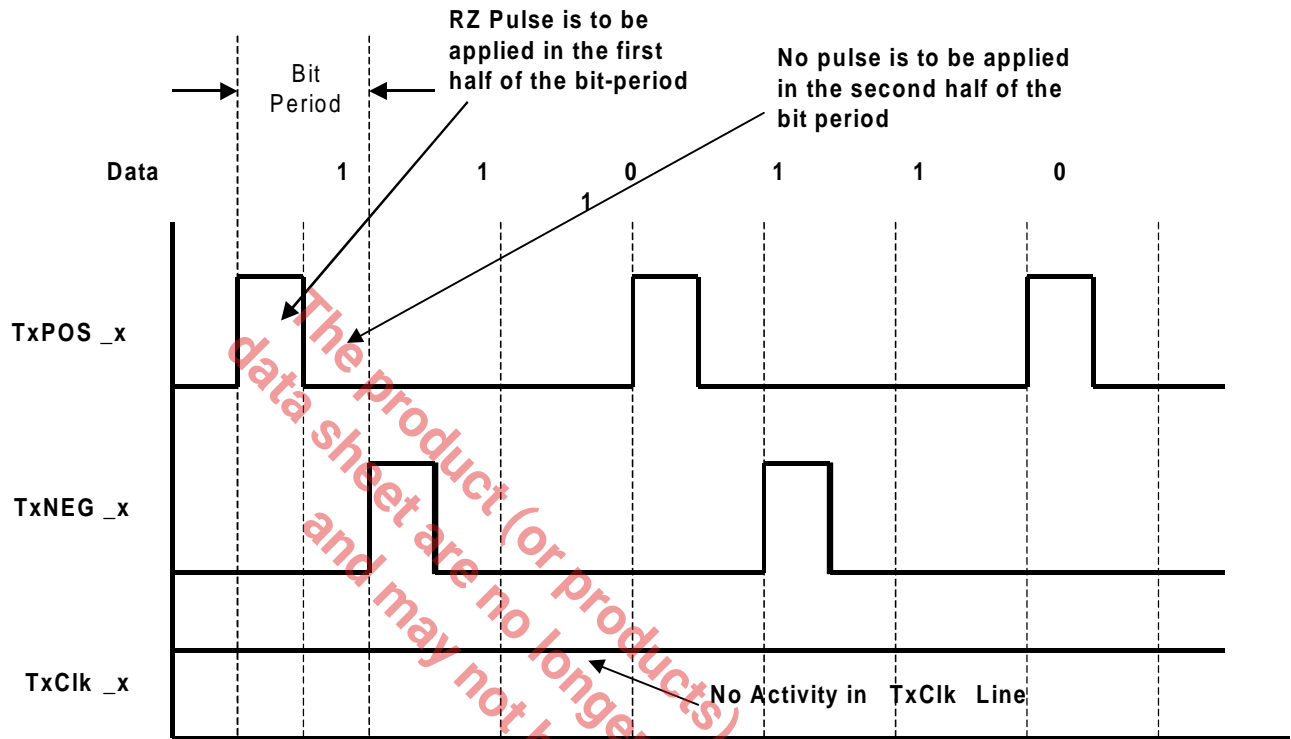 RZ Pulse is to be
applied in the first
half of the bit-period
No pulse is to be applied
in the second half of the
bit period
Bit
Period
Data 1 1 0 1 1 0
1
TxPOS _x
TxNEG _x
TxClk _x
No Activity in TxClk Line
The product (or products)
data sheet are no longer
and may not b